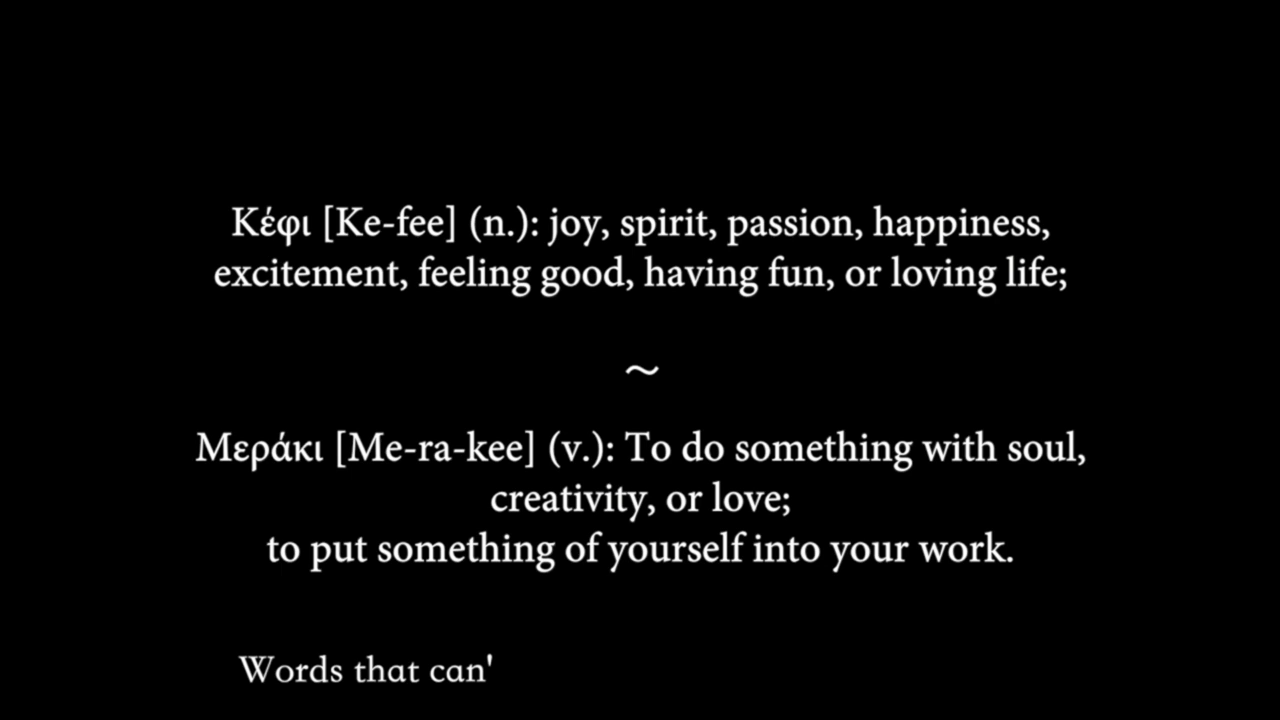 Κέφι [Ke-fee] (n.): joy, spirit, passion, happiness,
excitement, feeling good, having fun, or loving life;
~
Μεράκι [Me-ra-kee] (v.): To do something with soul,
creativity, or love;
to put something of yourself into your work.
Words that can'